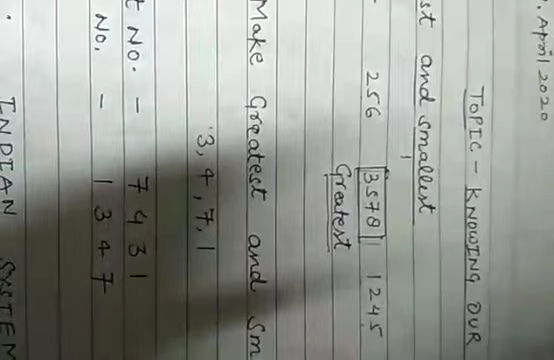 April 2020
TOPIC - KNOWING OUR
st and smallest
- 256 3578 1245
Greatest
Make Greatest and Sm
3, 4, 7, 1
t No. - 7431
No. - 1347
INDIAN SYSTEM